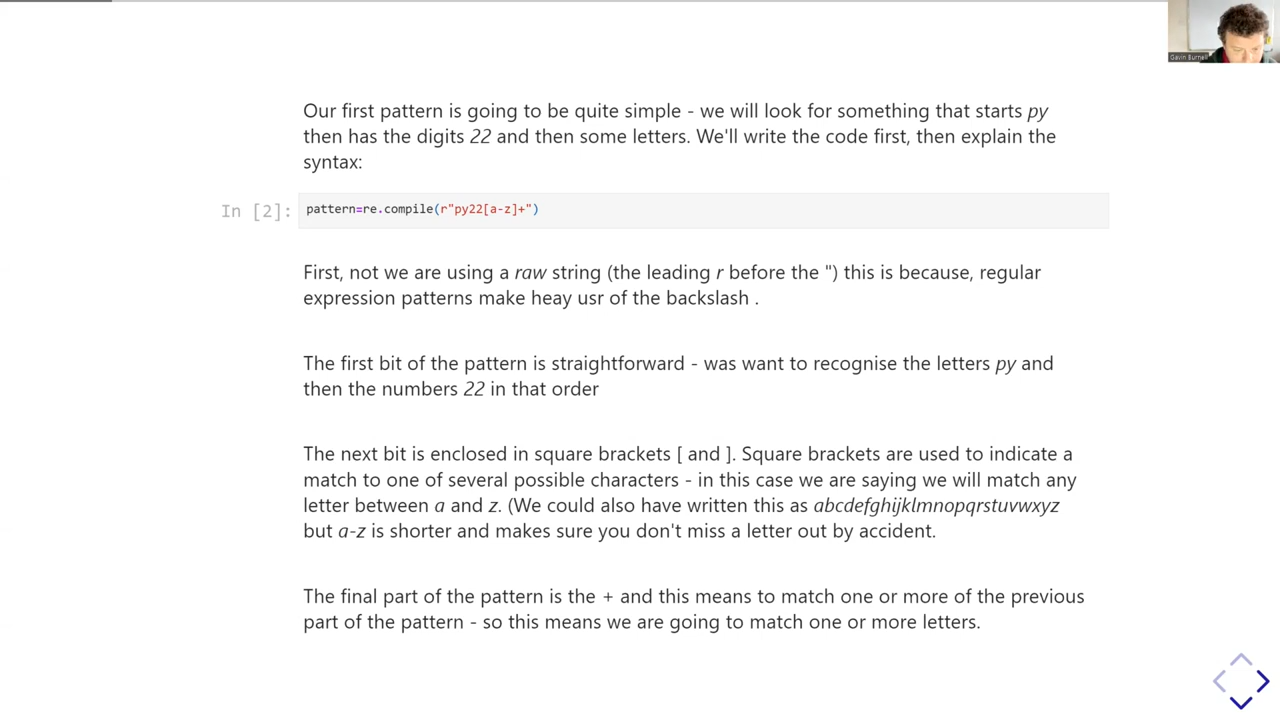 Gavin Burnell
Our first pattern is going to be quite simple - we will look for something that starts py
then has the digits 22 and then some letters. We'll write the code first, then explain the
syntax:
In [2]: pattern=re.compile(r"py22[a-z]+")
First, not we are using a raw string (the leading r before the ") this is because, regular
expression patterns make heay usr of the backslash .
The first bit of the pattern is straightforward - was want to recognise the letters py and
then the numbers 22 in that order
The next bit is enclosed in square brackets [ and ]. Square brackets are used to indicate a
match to one of several possible characters - in this case we are saying we will match any
letter between a and z. (We could also have written this as abcdefghijklmnopqrstuvwxyz
but a-z is shorter and makes sure you don't miss a letter out by accident.
The final part of the pattern is the + and this means to match one or more of the previous
part of the pattern - so this means we are going to match one or more letters.